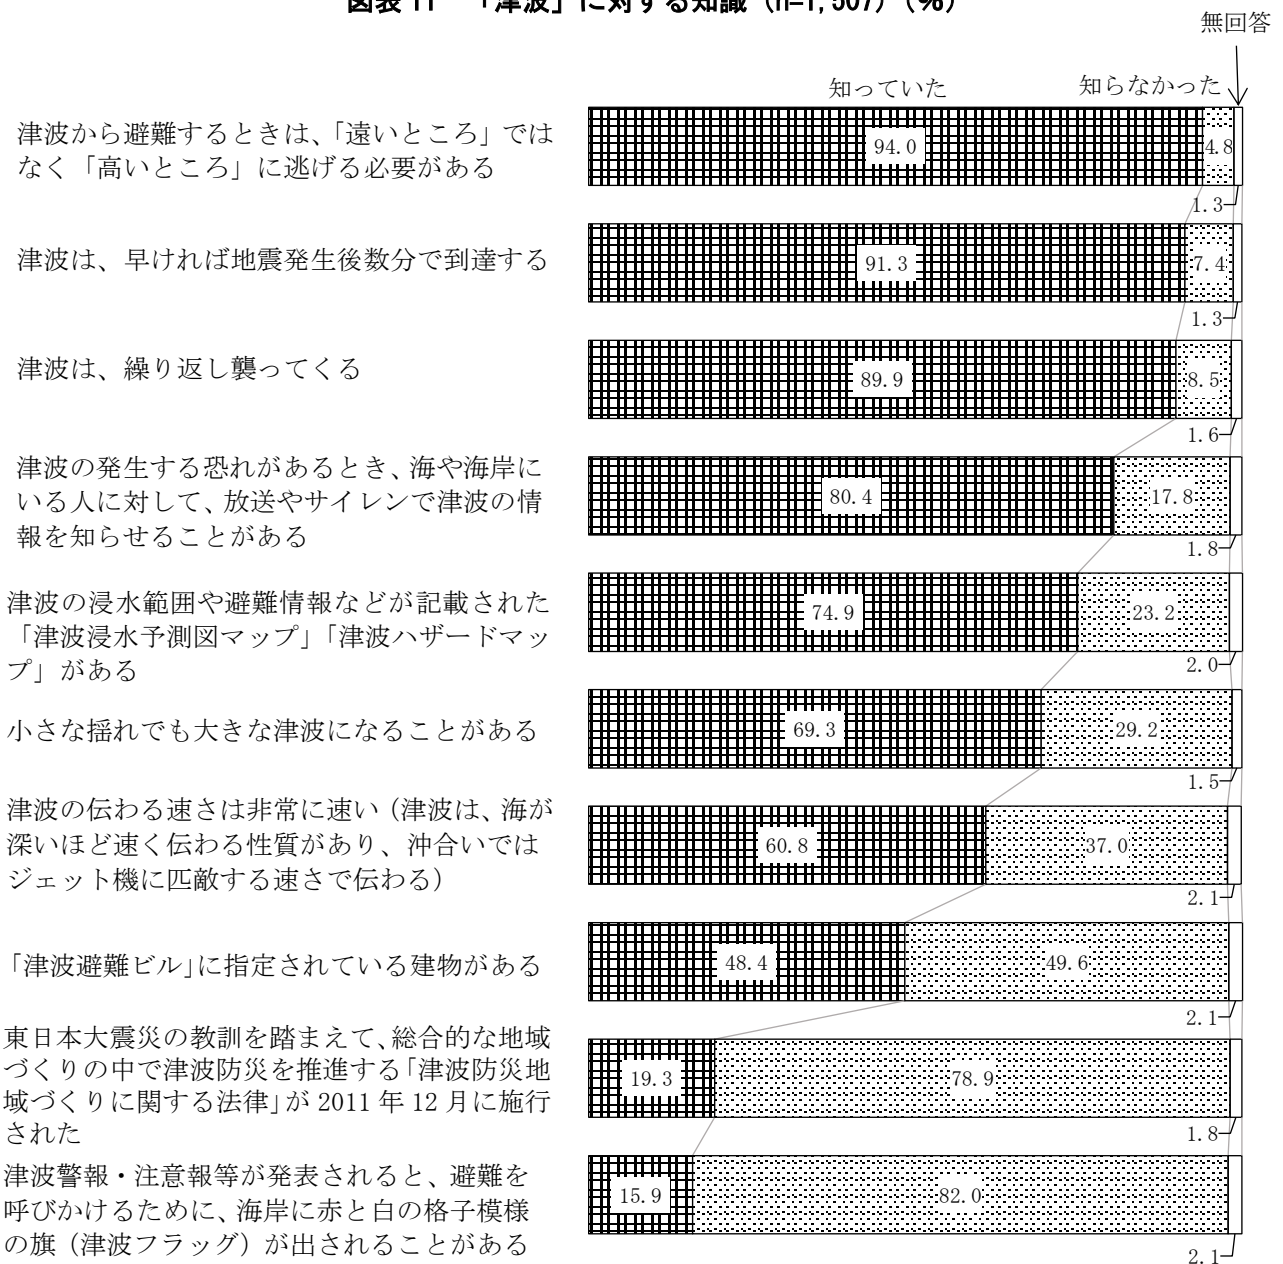 図表 11 「津波」に対する知識 (n=1,507) (%)
無回答
知っていた
知らなかった
津波から避難するときは、「遠いところ」では
なく「高いところ」に逃げる必要がある
94.0
4.8
1.3
津波は、早ければ地震発生後数分で到達する
91.3
7.4
1.3
津波は、繰り返し襲ってくる
89.9
8.5
1.6
津波の発生する恐れがあるとき、海や海岸に
いる人に対して、放送やサイレンで津波の情
報を知らせることがある
80.4
17.8
1.8
津波の浸水範囲や避難情報などが記載された
「津波浸水予測図マップ」「津波ハザードマッ
プ」がある
74.9
23.2
2.0
小さな揺れでも大きな津波になることがある
69.3
29.2
1.5
津波の伝わる速さは非常に速い（津波は、海が
深いほど速く伝わる性質があり、沖合いでは
ジェット機に匹敵する速さで伝わる）
60.8
37.0
2.1
「津波避難ビル」に指定されている建物がある
48.4
49.6
2.1
東日本大震災の教訓を踏まえて、総合的な地域
づくりの中で津波防災を推進する「津波防災地
域づくりに関する法律」が 2011 年 12 月に施行
された
19.3
78.9
1.8
津波警報・注意報等が発表されると、避難を
呼びかけるために、海岸に赤と白の格子模様
の旗（津波フラッグ）が出されることがある
15.9
82.0
2.1